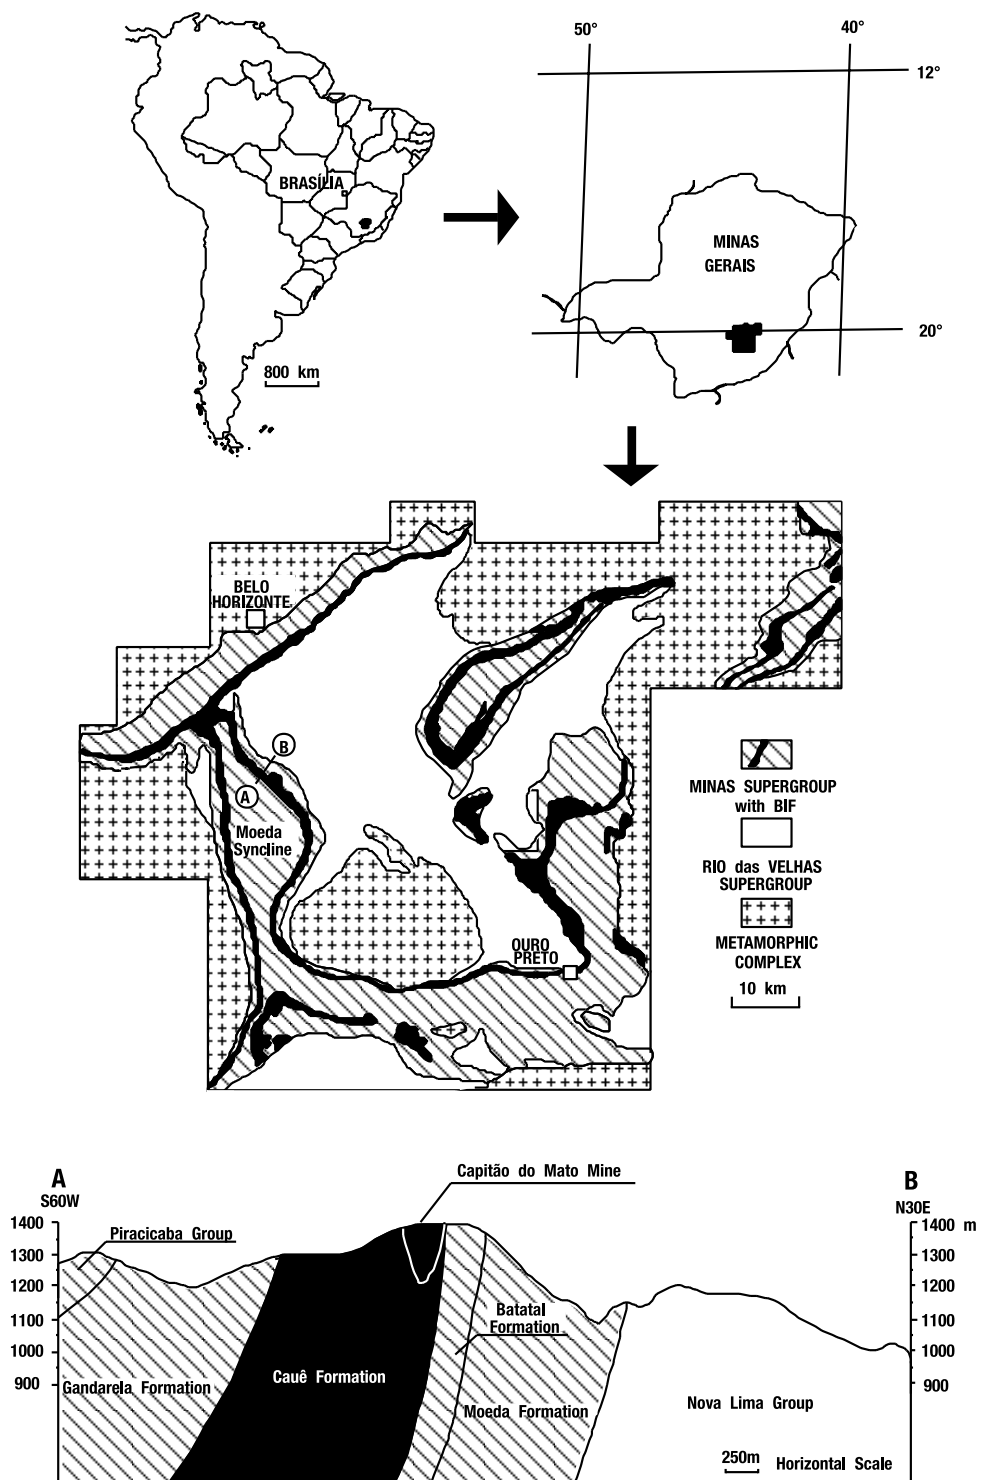 50°
40°
12°
BRASÍLIA
MINAS
GERAIS
20°
800 km
BELO
HORIZONTE
B
A
Moeda
Syncline
OURO
PRETO
MINAS SUPERGROUP
with BIF
RIO das VELHAS
SUPERGROUP
METAMORPHIC
COMPLEX
10 km
A
S60W
Capitão do Mato Mine
B
N30E
1400
1300
1200
1100
1000
900
Piracicaba Group
1400 m
1300
1200
1100
1000
900
Batatal
Formation
Gandarela Formation
Cauê Formation
Moeda Formation
Nova Lima Group
250m Horizontal Scale